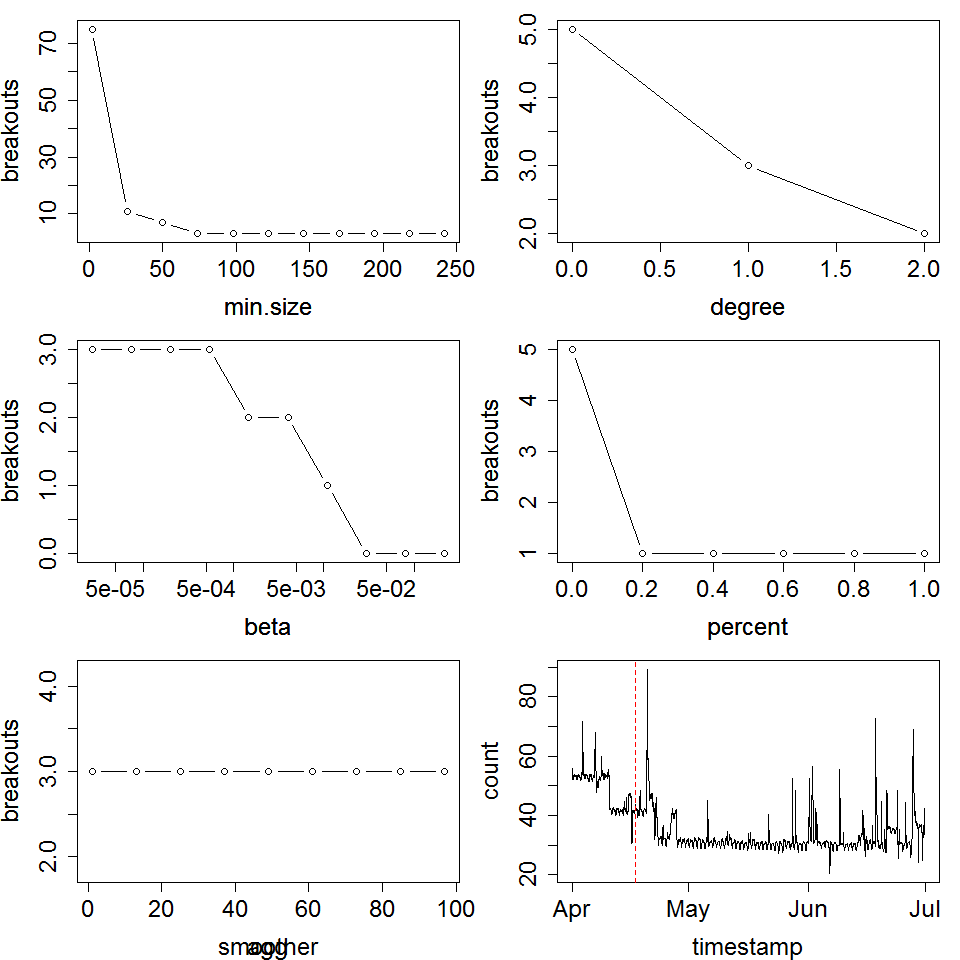 breakouts
70
50
30
10
0 50 100 150 200 250
min.size
breakouts
5.0
4.0
3.0
2.0
0.0 0.5 1.0 1.5 2.0
degree
breakouts
3.0
2.0
1.0
0.0
5e-05 5e-04 5e-03 5e-02
beta
breakouts
5
4
3
2
1
0.0 0.2 0.4 0.6 0.8 1.0
percent
breakouts
4.0
3.0
2.0
0 20 40 60 80 100
count
80
60
40
20
Apr May Jun Jul
timestamp